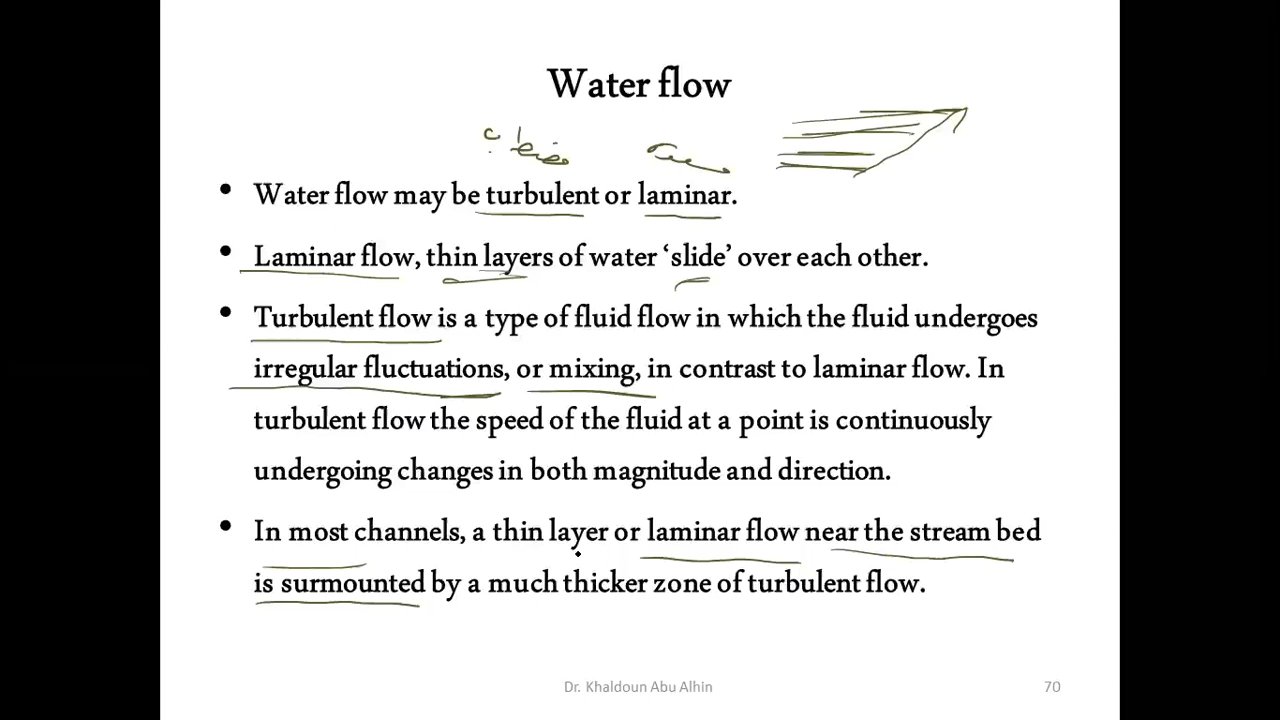 Water flow
• Water flow may be turbulent or laminar.
• Laminar flow, thin layers of water ‘slide’ over each other.
• Turbulent flow is a type of fluid flow in which the fluid undergoes
irregular fluctuations, or mixing, in contrast to laminar flow. In
turbulent flow the speed of the fluid at a point is continuously
undergoing changes in both magnitude and direction.
• In most channels, a thin layer or laminar flow near the stream bed
is surmounted by a much thicker zone of turbulent flow.
Dr. Khaldoun Abu Alhin
70